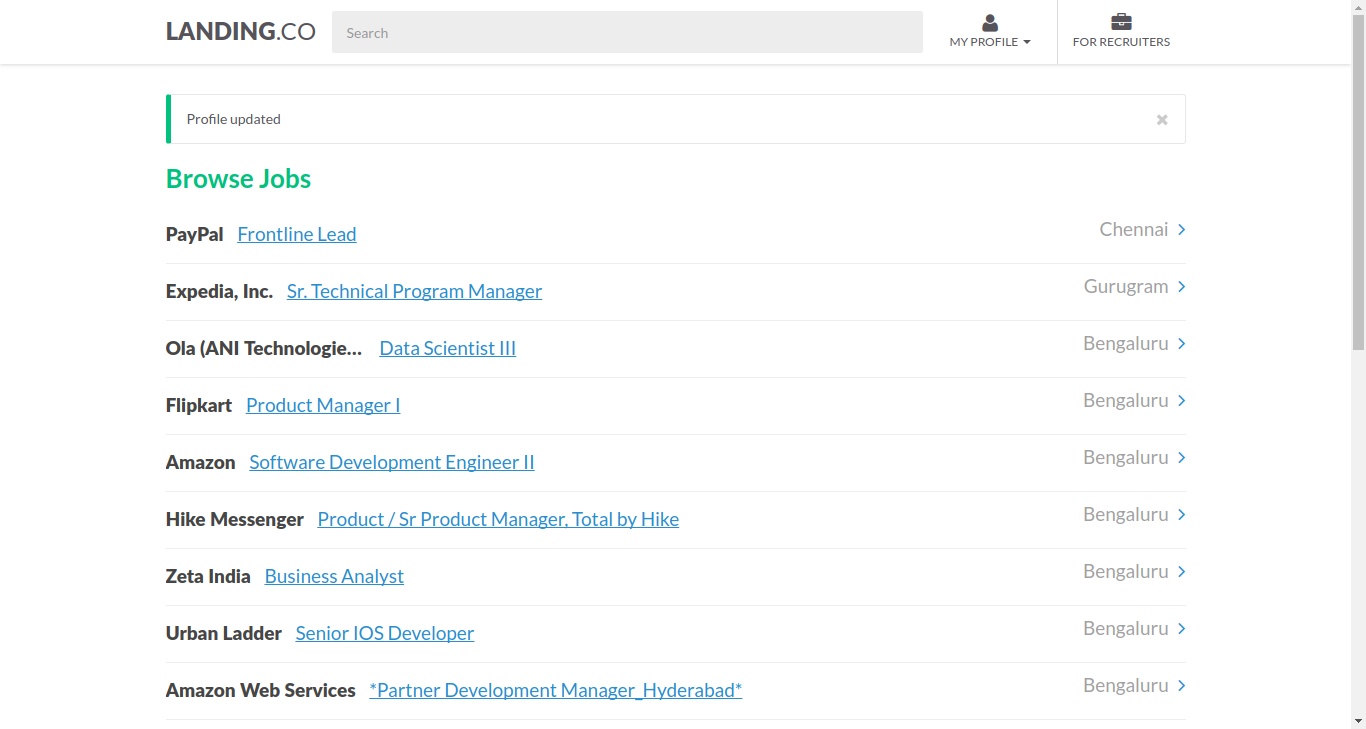 LANDING.CO
Search
MY PROFILE
FOR RECRUITERS
Profile updated
Browse Jobs
PayPal Frontline Lead Chennai
Expedia, Inc. Sr. Technical Program Manager Gurugram
Ola (ANI Technologie... Data Scientist III Bengaluru
Flipkart Product Manager I Bengaluru
Amazon Software Development Engineer II Bengaluru
Hike Messenger Product / Sr Product Manager, Total by Hike Bengaluru
Zeta India Business Analyst Bengaluru
Urban Ladder Senior IOS Developer Bengaluru
Amazon Web Services *Partner Development Manager_Hyderabad* Bengaluru